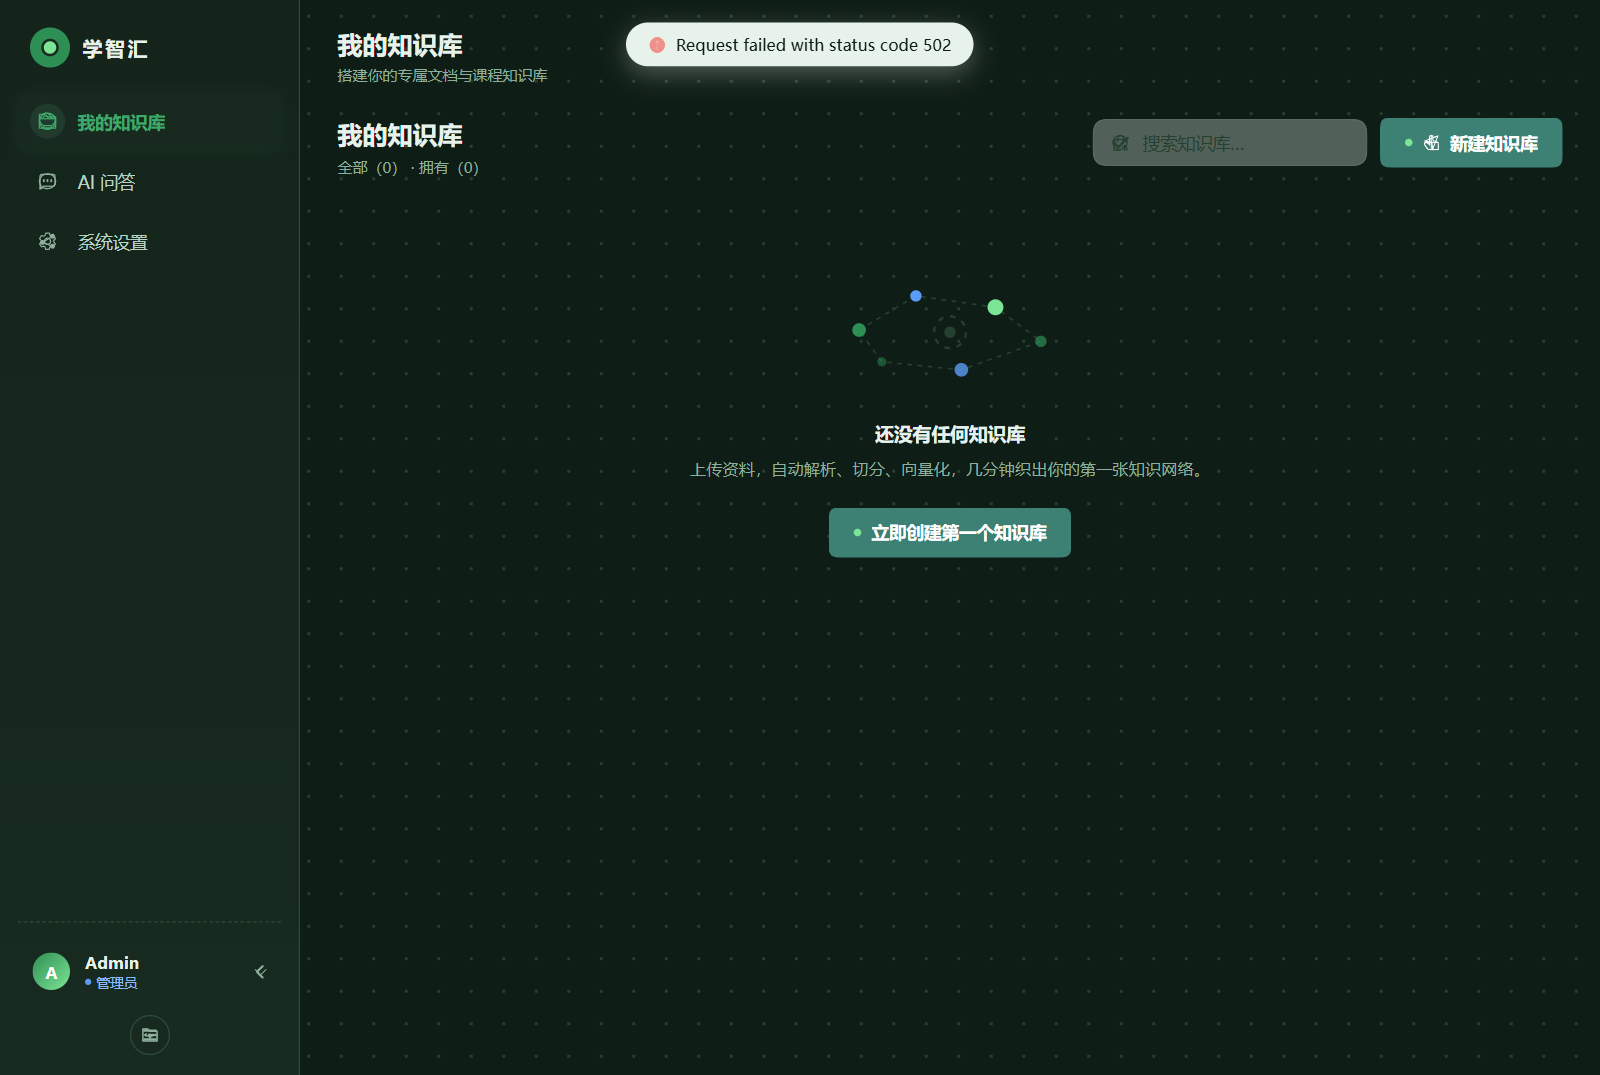 学智汇
我的知识库
AI 问答
系统设置
A
Admin
管理员
我的知识库
搭建你的专属文档与课程知识库
Request failed with status code 502
我的知识库
全部（0） · 拥有（0）
搜索知识库...
新建知识库
还没有任何知识库
上传资料，自动解析、切分、向量化，几分钟织出你的第一张知识网络。
立即创建第一个知识库